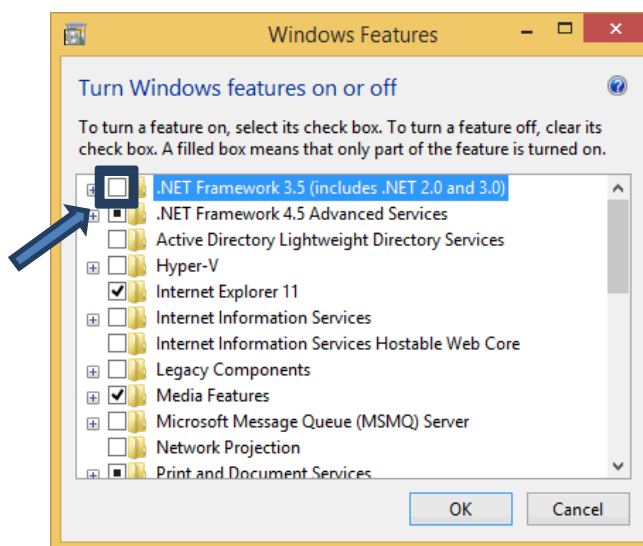 Windows Features
Turn Windows features on or off
To turn a feature on, select its check box. To turn a feature off, clear its
check box. A filled box means that only part of the feature is turned on.
.NET Framework 3.5 (includes .NET 2.0 and 3.0)
.NET Framework 4.5 Advanced Services
Active Directory Lightweight Directory Services
Hyper-V
Internet Explorer 11
Internet Information Services
Internet Information Services Hostable Web Core
Legacy Components
Media Features
Microsoft Message Queue (MSMQ) Server
Network Projection
Print and Document Services
OK
Cancel